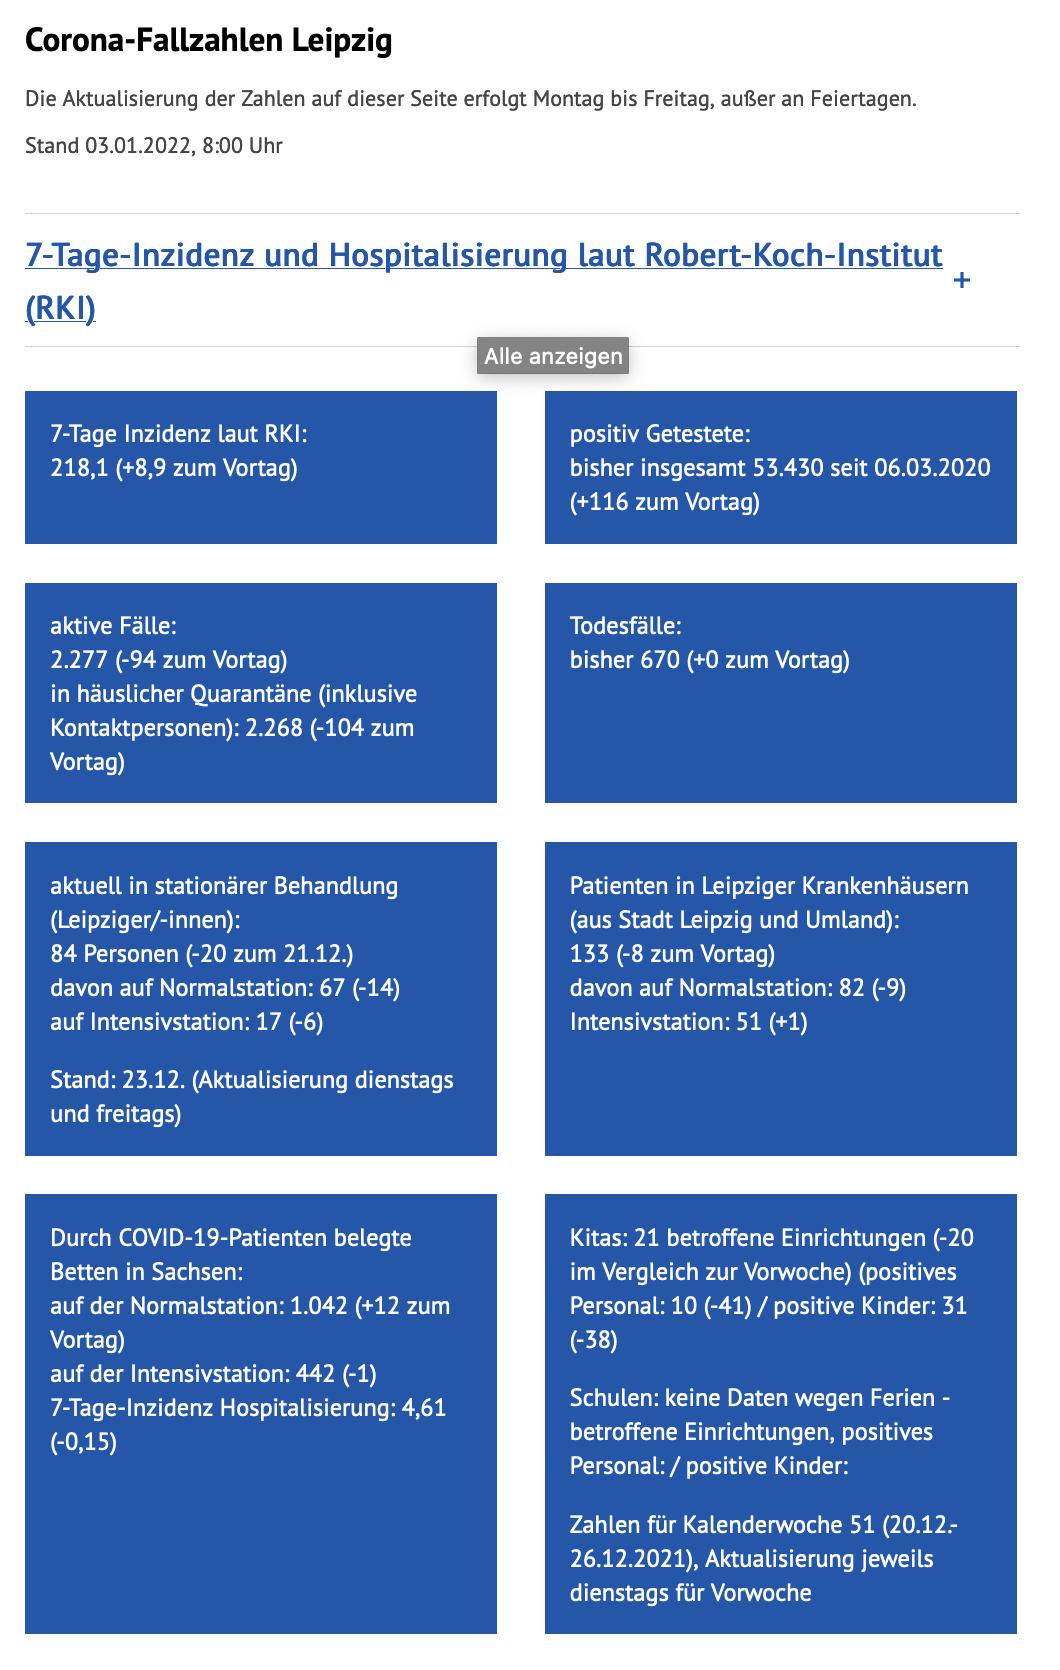 Corona-Fallzahlen Leipzig
Die Aktualisierung der Zahlen auf dieser Seite erfolgt Montag bis Freitag, außer an Feiertagen.
Stand 03.01.2022, 8:00 Uhr
7-Tage-Inzidenz und Hospitalisierung laut Robert-Koch-Institut
(RKI)
+
Alle anzeigen
7-Tage Inzidenz laut RKI:
218,1 (+8,9 zum Vortag)
positiv Getestete:
bisher insgesamt 53.430 seit 06.03.2020
(+116 zum Vortag)
aktive Fälle:
2.277 (-94 zum Vortag)
in häuslicher Quarantäne (inklusive
Kontaktpersonen): 2.268 (-104 zum
Vortag)
Todesfälle:
bisher 670 (+0 zum Vortag)
aktuell in stationärer Behandlung
(Leipziger/-innen):
84 Personen (-20 zum 21.12.)
davon auf Normalstation: 67 (-14)
auf Intensivstation: 17 (-6)
Stand: 23.12. (Aktualisierung dienstags
und freitags)
Patienten in Leipziger Krankenhäusern
(aus Stadt Leipzig und Umland):
133 (-8 zum Vortag)
davon auf Normalstation: 82 (-9)
Intensivstation: 51 (+1)
Durch COVID-19-Patienten belegte
Betten in Sachsen:
auf der Normalstation: 1.042 (+12 zum
Vortag)
auf der Intensivstation: 442 (-1)
7-Tage-Inzidenz Hospitalisierung: 4,61
(-0,15)
Kitas: 21 betroffene Einrichtungen (-20
im Vergleich zur Vorwoche) (positives
Personal: 10 (-41) / positive Kinder: 31
(-38)
Schulen: keine Daten wegen Ferien -
betroffene Einrichtungen, positives
Personal: / positive Kinder:
Zahlen für Kalenderwoche 51 (20.12.-
26.12.2021), Aktualisierung jeweils
dienstags für Vorwoche